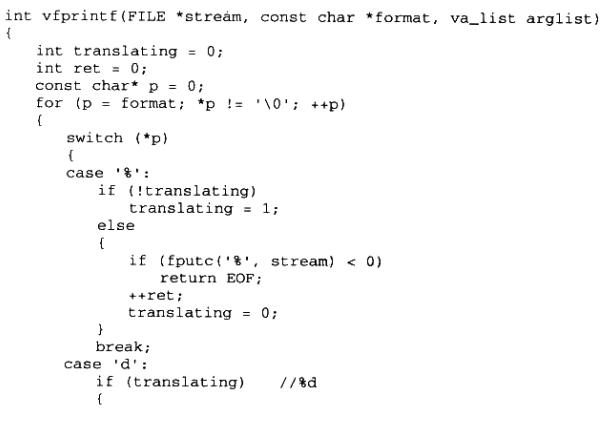 int vfprintf(FILE *stream, const char *format, va_list arglist)
{
    int translating = 0;
    int ret = 0;
    const char* p = 0;
    for (p = format; *p != '\0'; ++p)
    {
        switch (*p)
        {
        case '%':
            if (!translating)
                translating = 1;
            else
            {
                if (fputc('%', stream) < 0)
                    return EOF;
                ++ret;
                translating = 0;
            }
            break;
        case 'd':
            if (translating)    //%d
            {